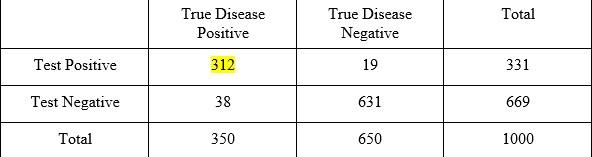 True Disease Positive True Disease Negative Total
Test Positive 312 19 331
Test Negative 38 631 669
Total 350 650 1000